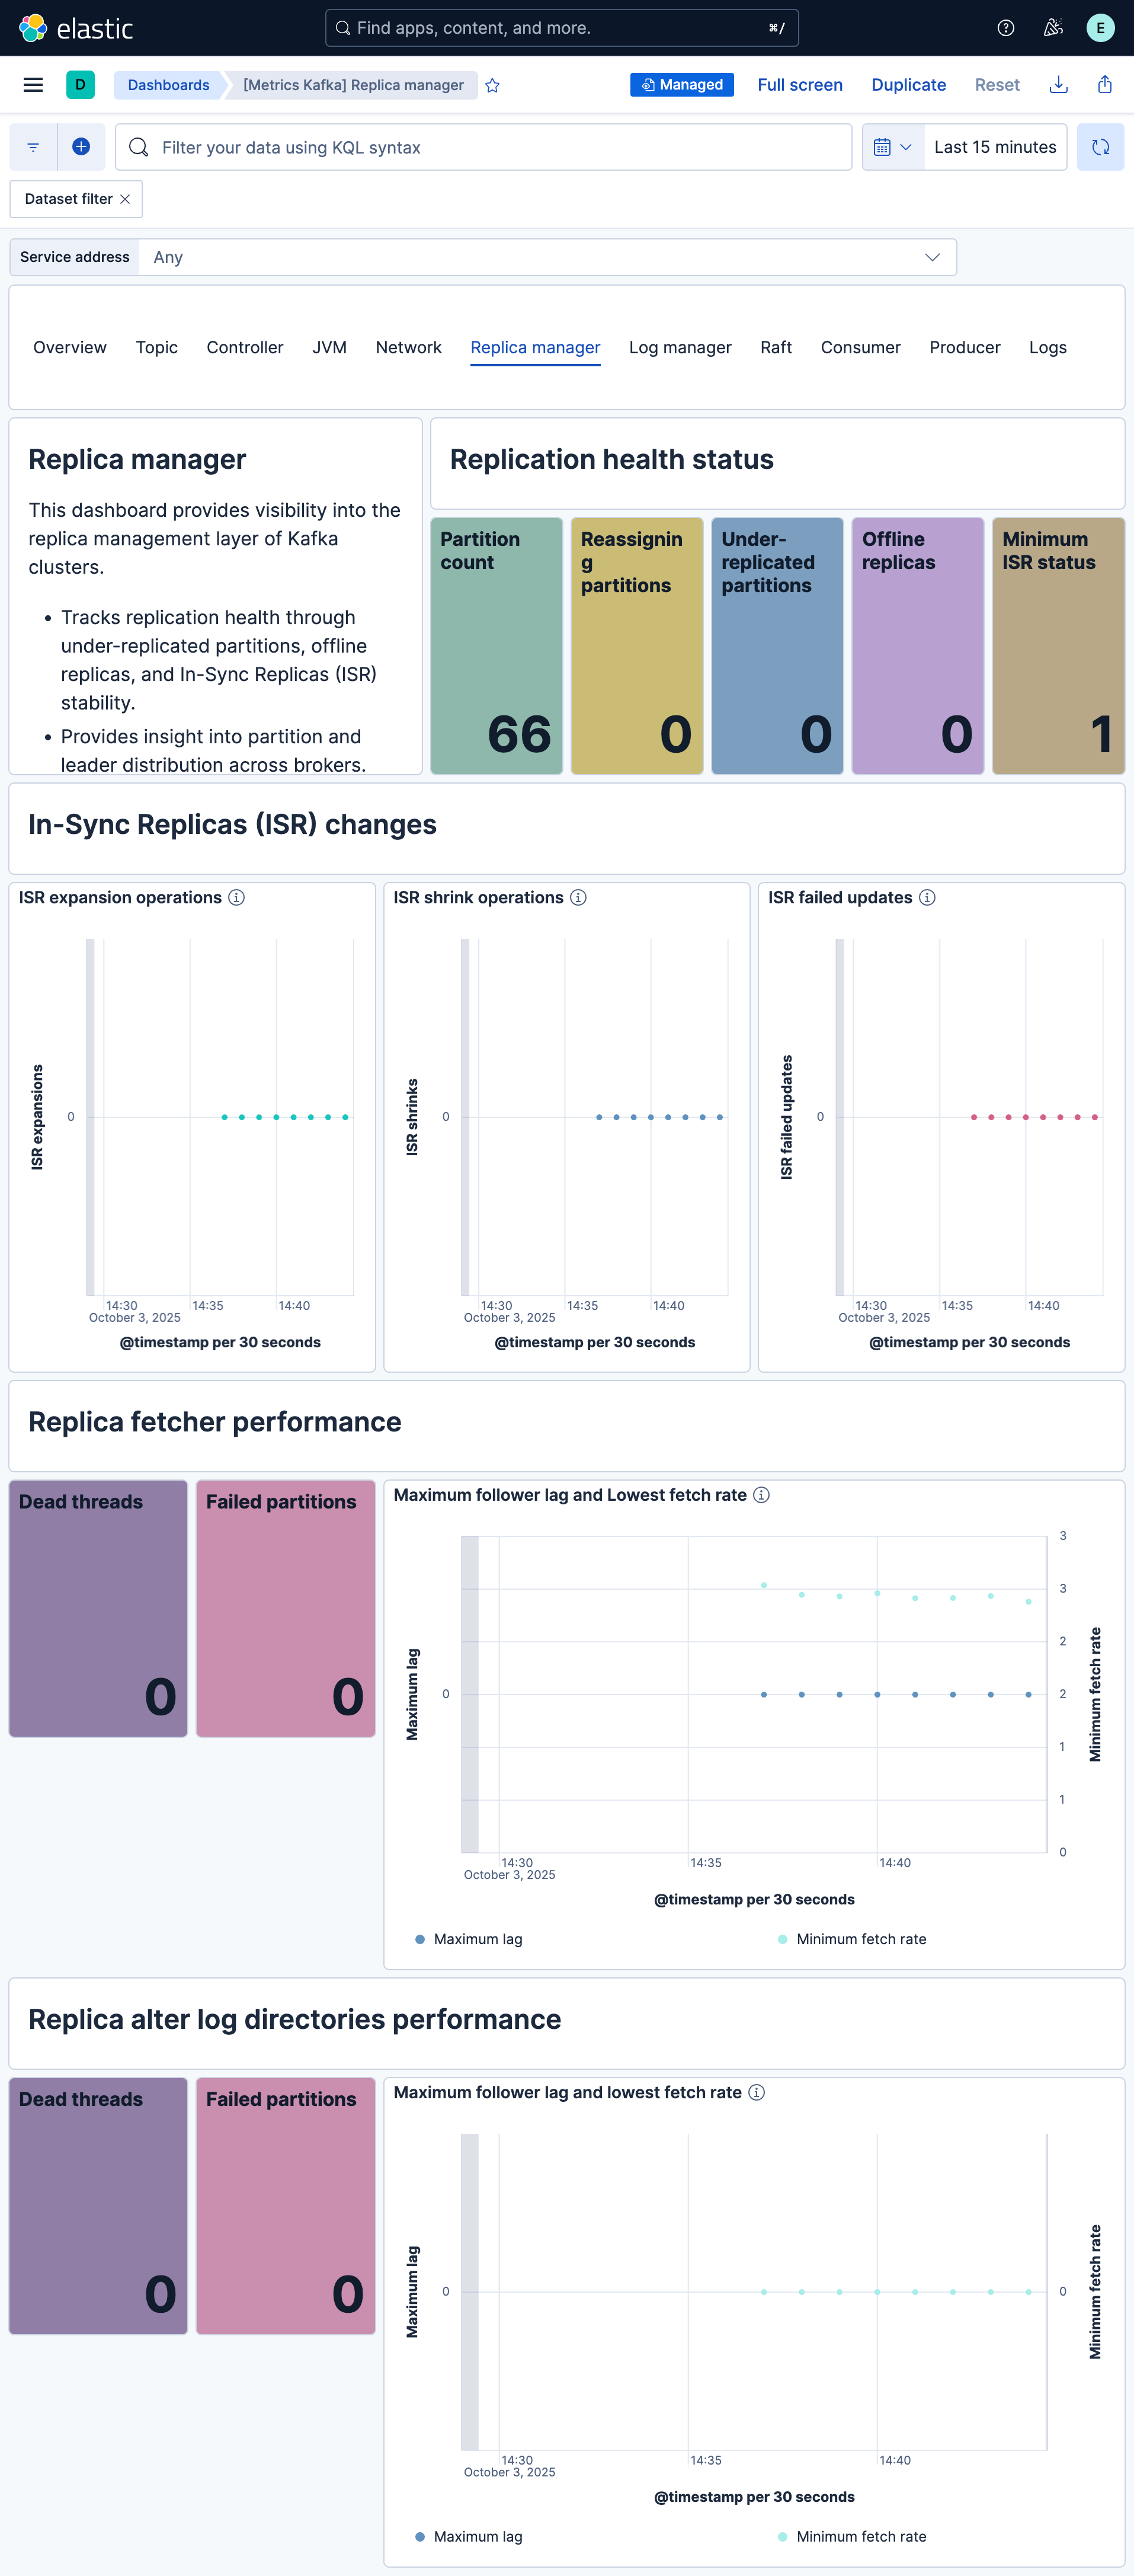 elastic
Find apps, content, and more.
⌘/
E
D
Dashboards
[Metrics Kafka] Replica manager
Managed
Full screen
Duplicate
Reset
Filter your data using KQL syntax
Last 15 minutes
Dataset filter
Service address
Any
Overview
Topic
Controller
JVM
Network
Replica manager
Log manager
Raft
Consumer
Producer
Logs
Replica manager
This dashboard provides visibility into the
replica management layer of Kafka
clusters.
• Tracks replication health through
under-replicated partitions, offline
replicas, and In-Sync Replicas (ISR)
stability.
• Provides insight into partition and
leader distribution across brokers.
Replication health status
Partition
count
66
Reassignin
g
partitions
0
Under-
replicated
partitions
0
Offline
replicas
0
Minimum
ISR status
1
In-Sync Replicas (ISR) changes
ISR expansion operations
ISR expansions
0
14:30
14:35
14:40
October 3, 2025
@timestamp per 30 seconds
ISR shrink operations
ISR shrinks
0
14:30
14:35
14:40
October 3, 2025
@timestamp per 30 seconds
ISR failed updates
ISR failed updates
0
14:30
14:35
14:40
October 3, 2025
@timestamp per 30 seconds
Replica fetcher performance
Dead threads
0
Failed partitions
0
Maximum follower lag and Lowest fetch rate
Maximum lag
0
3
3
2
2
1
1
0
Minimum fetch rate
14:30
14:35
14:40
October 3, 2025
@timestamp per 30 seconds
Maximum lag
Minimum fetch rate
Replica alter log directories performance
Dead threads
0
Failed partitions
0
Maximum follower lag and lowest fetch rate
Maximum lag
0
0
Minimum fetch rate
14:30
14:35
14:40
October 3, 2025
@timestamp per 30 seconds
Maximum lag
Minimum fetch rate